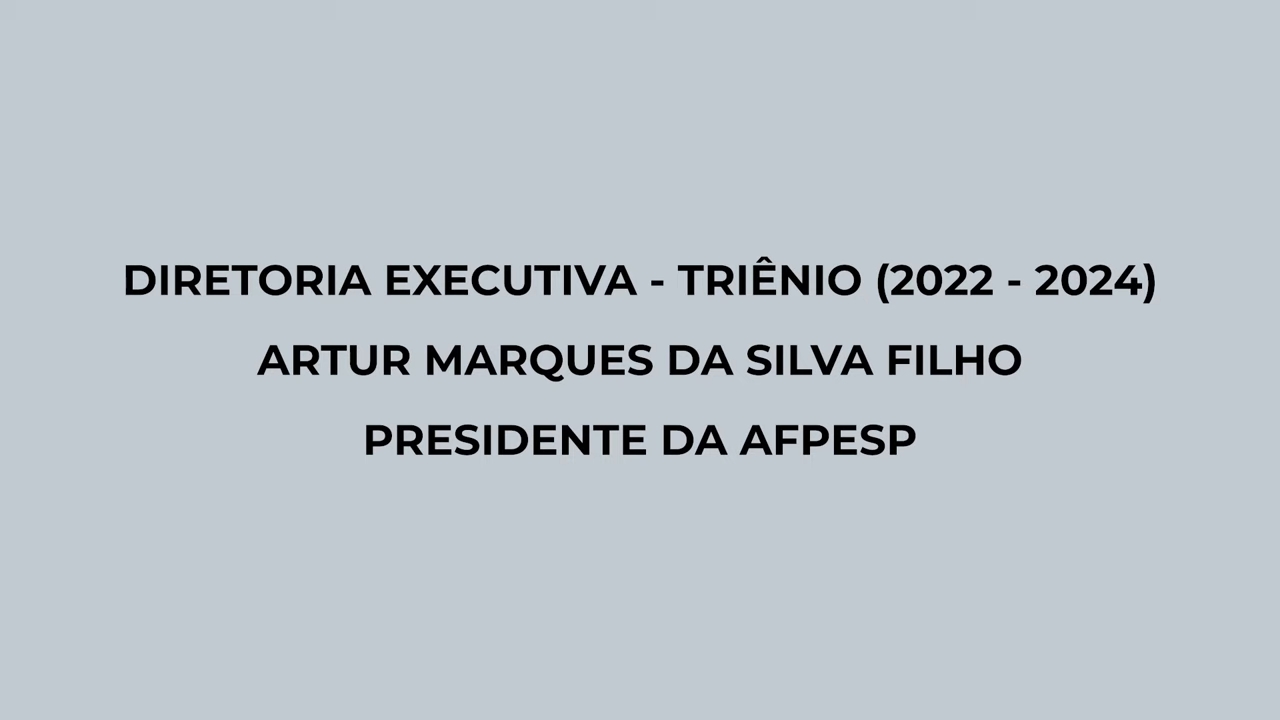 DIRETORIA EXECUTIVA - TRIÊNIO (2022 - 2024)
ARTUR MARQUES DA SILVA FILHO
PRESIDENTE DA AFPESP